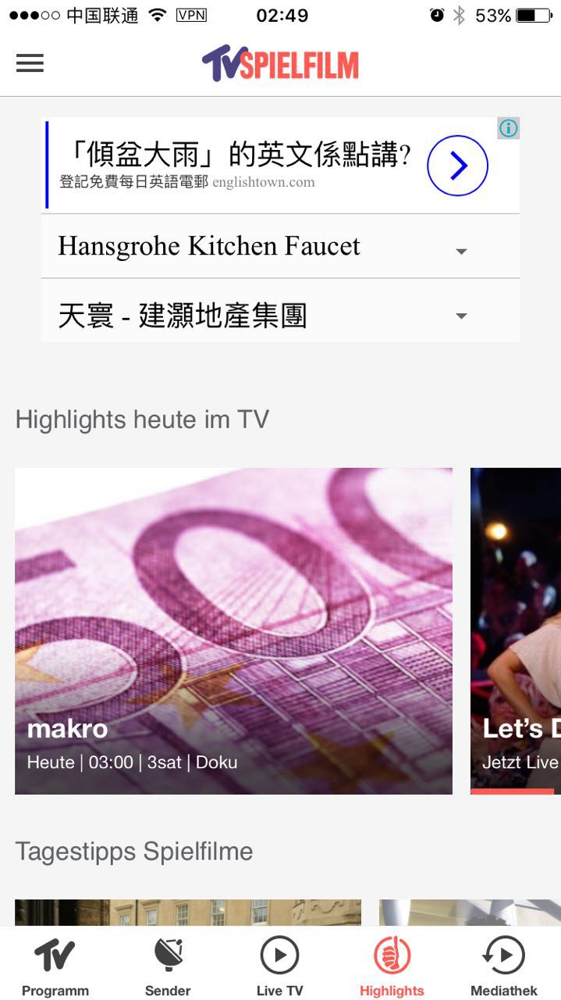 中国联通 VPN 02:49 53%
TVSPIELFILM
「傾盆大雨」的英文係點講?
登記免費每日英語電郵 englishtown.com
Hansgrohe Kitchen Faucet
天寰 - 建灝地產集團
Highlights heute im TV
500
makro
Heute | 03:00 | 3sat | Doku
Let’s D
Jetzt Live
Tagestipps Spielfilme
TV
Programm
Sender
Live TV
Highlights
Mediathek